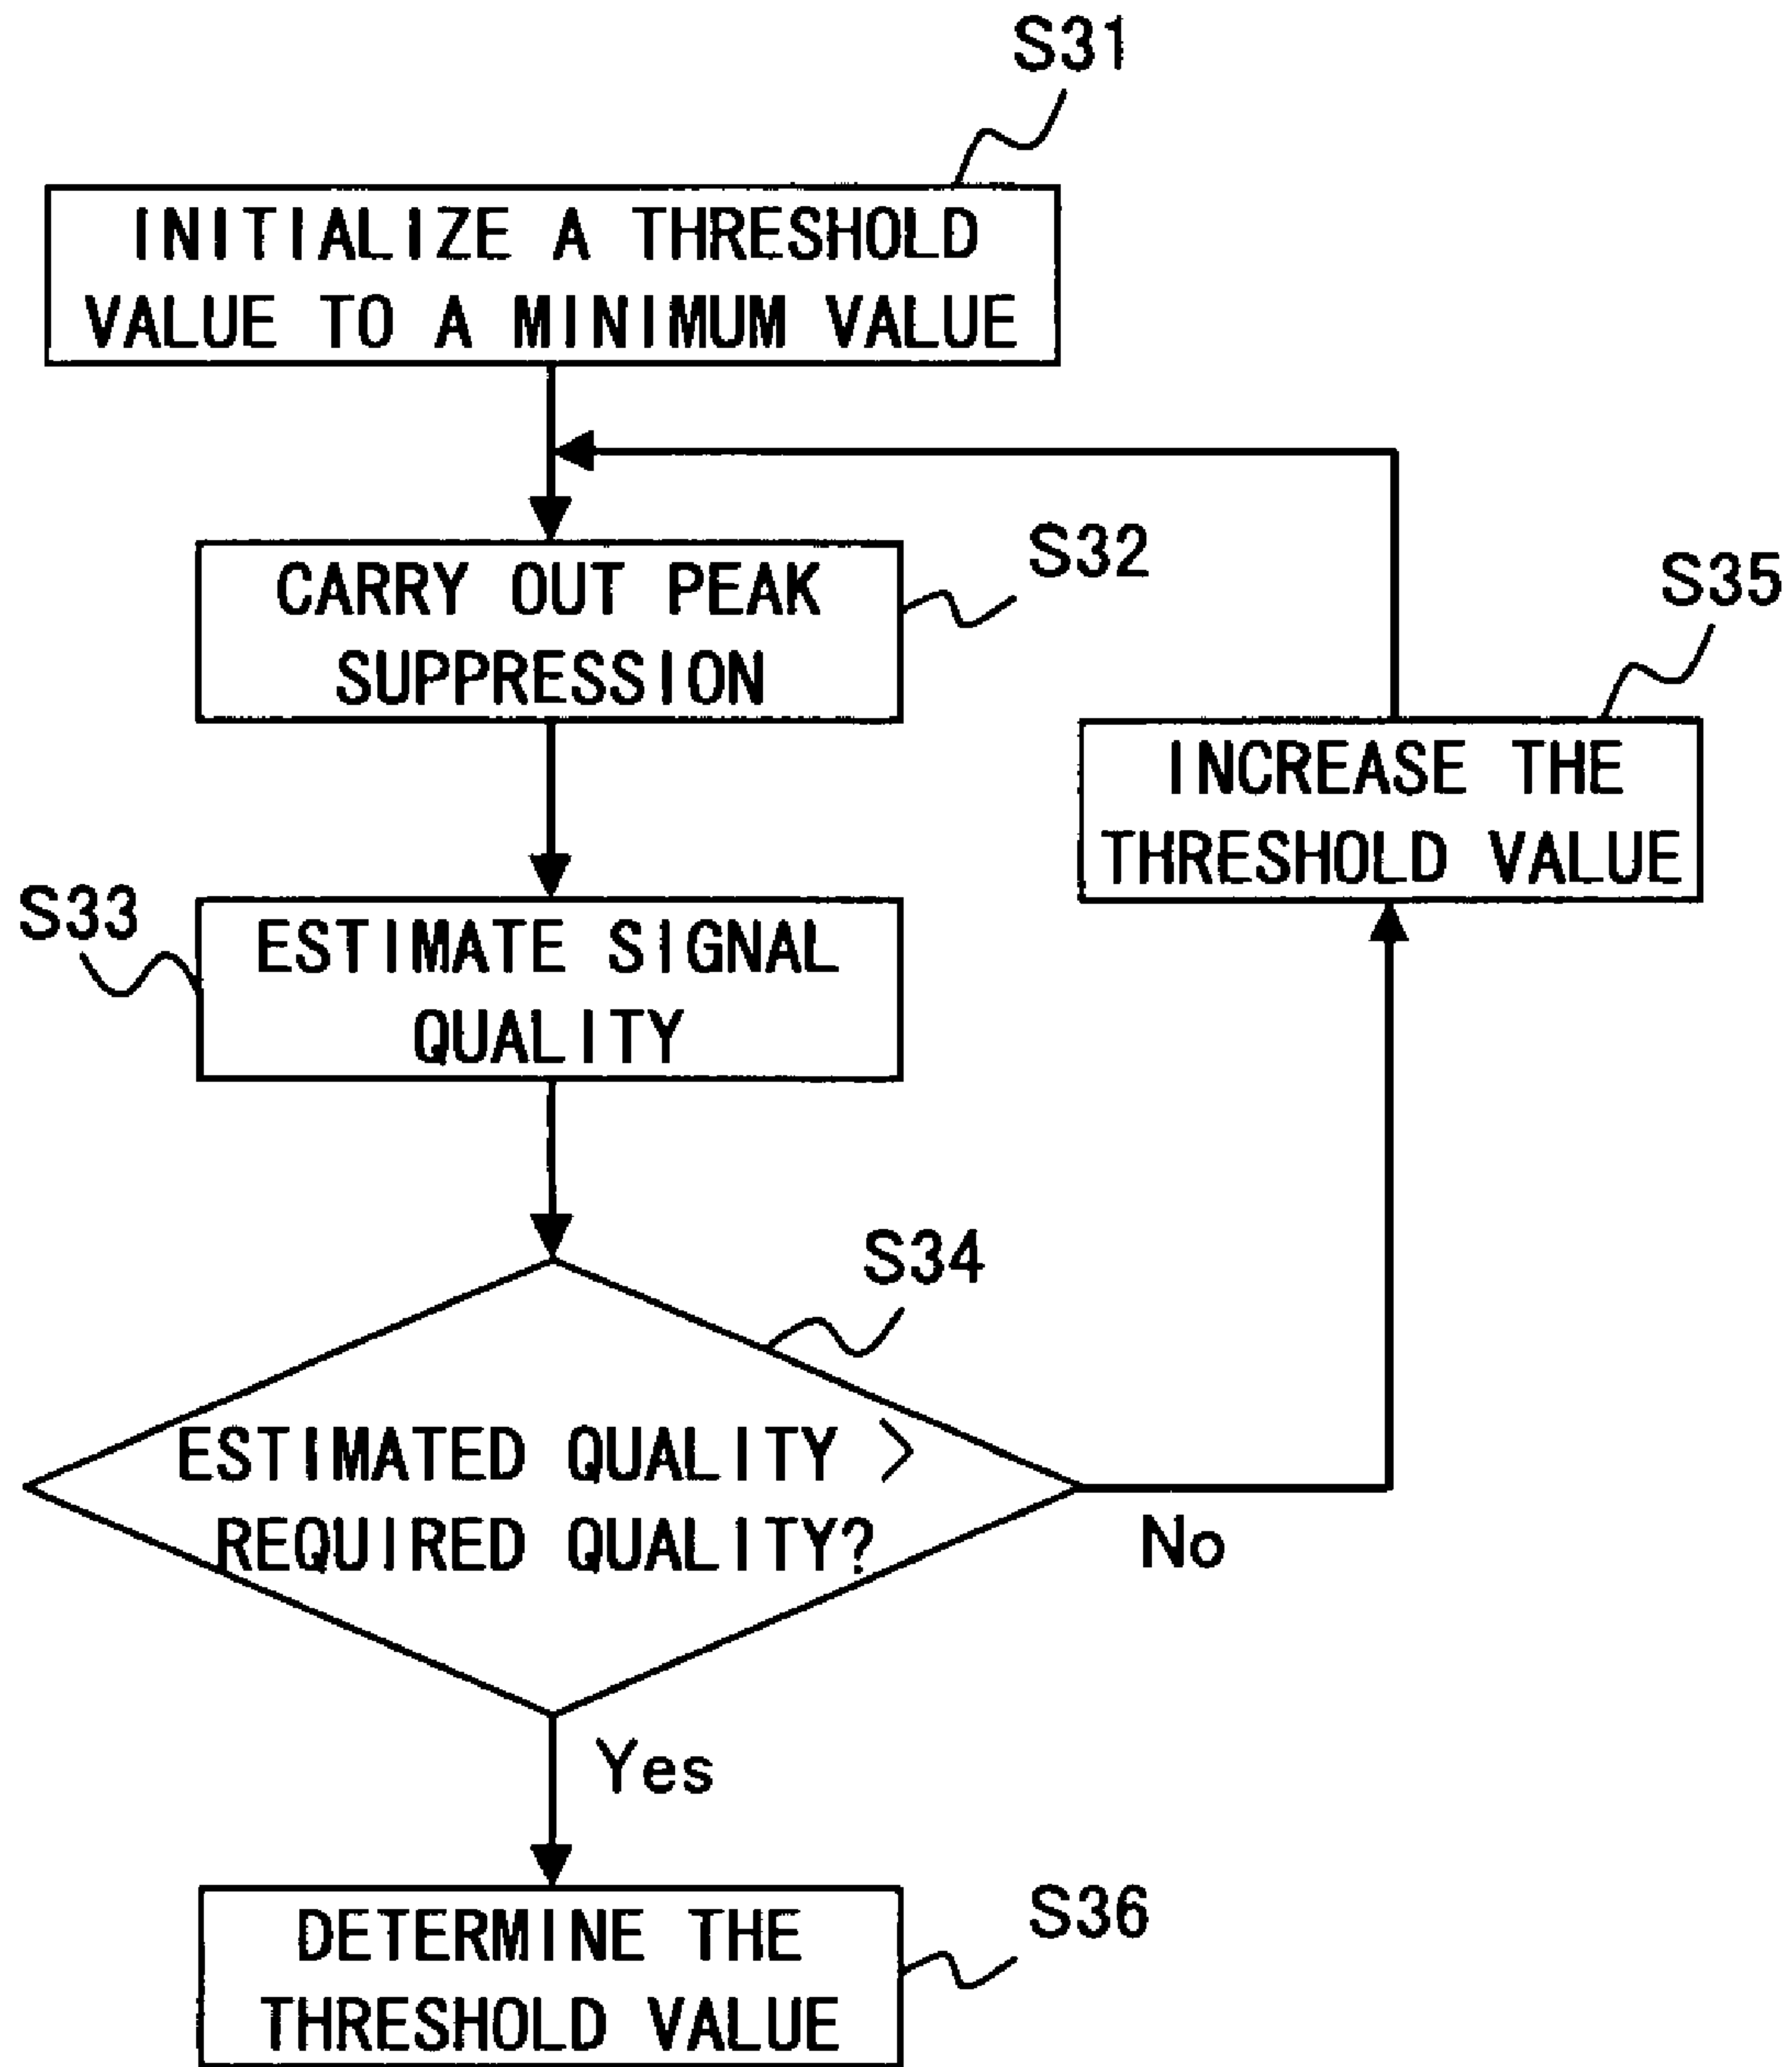 S31
INITIALIZE A THRESHOLD
VALUE TO A MINIMUM VALUE
S32
CARRY OUT PEAK
SUPPRESSION
S35
INCREASE THE
THRESHOLD VALUE
S33
ESTIMATE SIGNAL
QUALITY
S34
ESTIMATED QUALITY >
REQUIRED QUALITY?
No
Yes
S36
DETERMINE THE
THRESHOLD VALUE